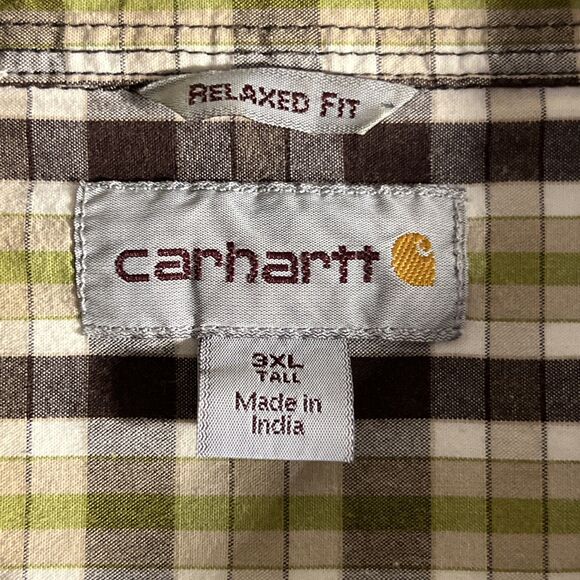 RELAXED FIT
carhartt
3XL
TALL
Made in
India